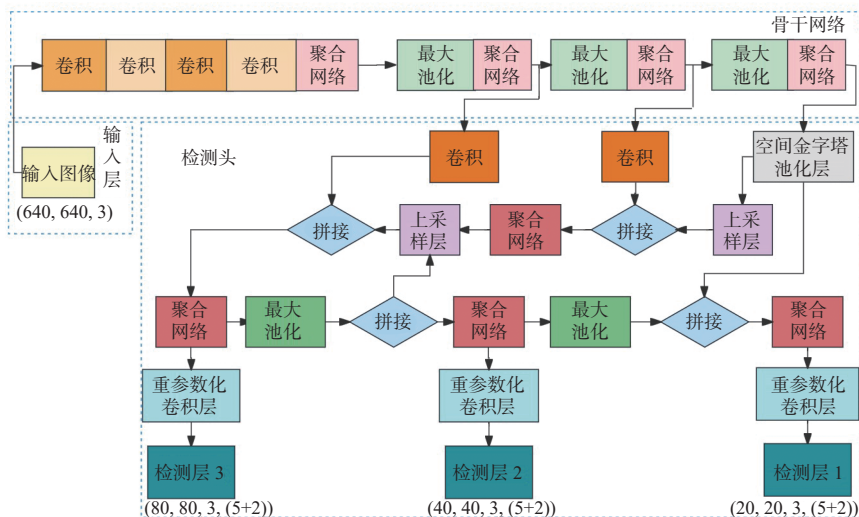 骨干网络
卷积
卷积
卷积
卷积
聚合
网络
最大
池化
聚合
网络
最大
池化
聚合
网络
最大
池化
聚合
网络
输
入
层
输入图像
(640, 640, 3)
检测头
卷积
卷积
空间金字塔
池化层
拼接
上采
样层
聚合
网络
拼接
上采
样层
聚合
网络
最大
池化
拼接
聚合
网络
最大
池化
拼接
聚合
网络
重参数化
卷积层
重参数化
卷积层
重参数化
卷积层
检测层 3
检测层 2
检测层 1
(80, 80, 3, (5+2))
(40, 40, 3, (5+2))
(20, 20, 3, (5+2))